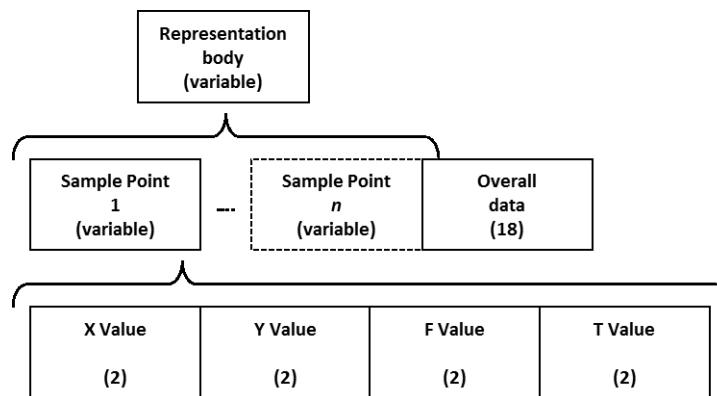 Representation
body
(variable)
Sample Point
1
(variable)
....
Sample Point
n
(variable)
Overall
data
(18)
X Value
(2)
Y Value
(2)
F Value
(2)
T Value
(2)